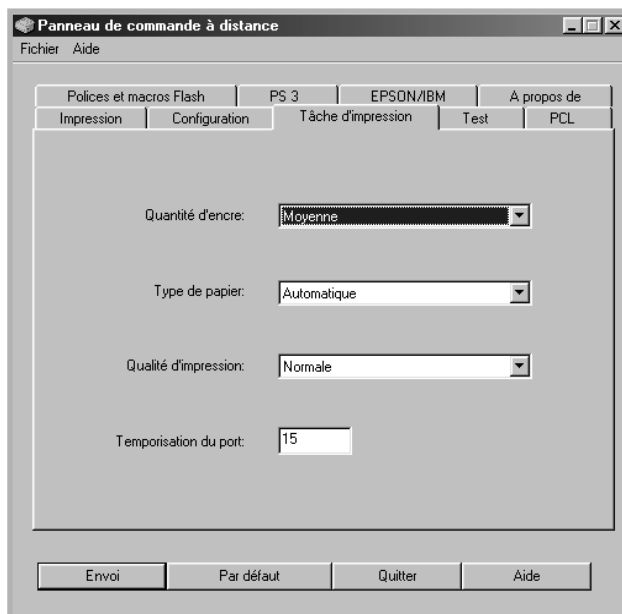 Panneau de commande à distance
Fichier Aide
Polices et macros Flash PS 3 EPSON/IBM A propos de
Impression Configuration Tâche d'impression Test PCL
Quantité d'encre: Moyenne
Type de papier: Automatique
Qualité d'impression: Normale
Temporisation du port: 15
Envoi Par défaut Quitter Aide